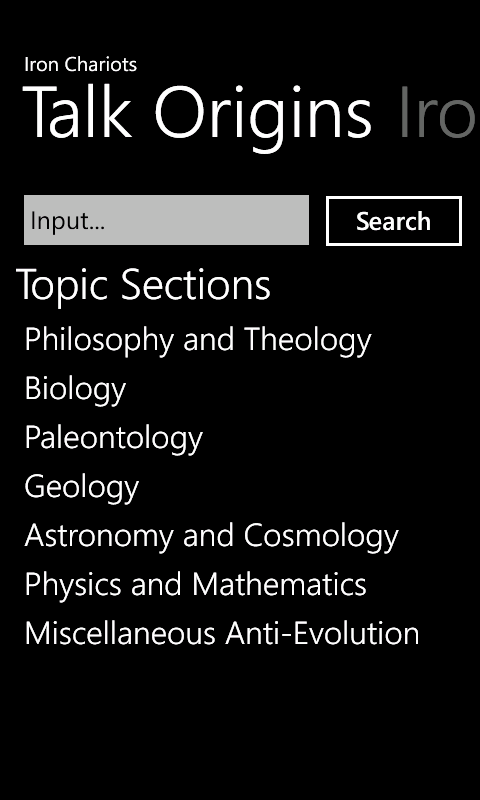 Iron Chariots
Talk Origins Iro
Input...
Search
Topic Sections
Philosophy and Theology
Biology
Paleontology
Geology
Astronomy and Cosmology
Physics and Mathematics
Miscellaneous Anti-Evolution